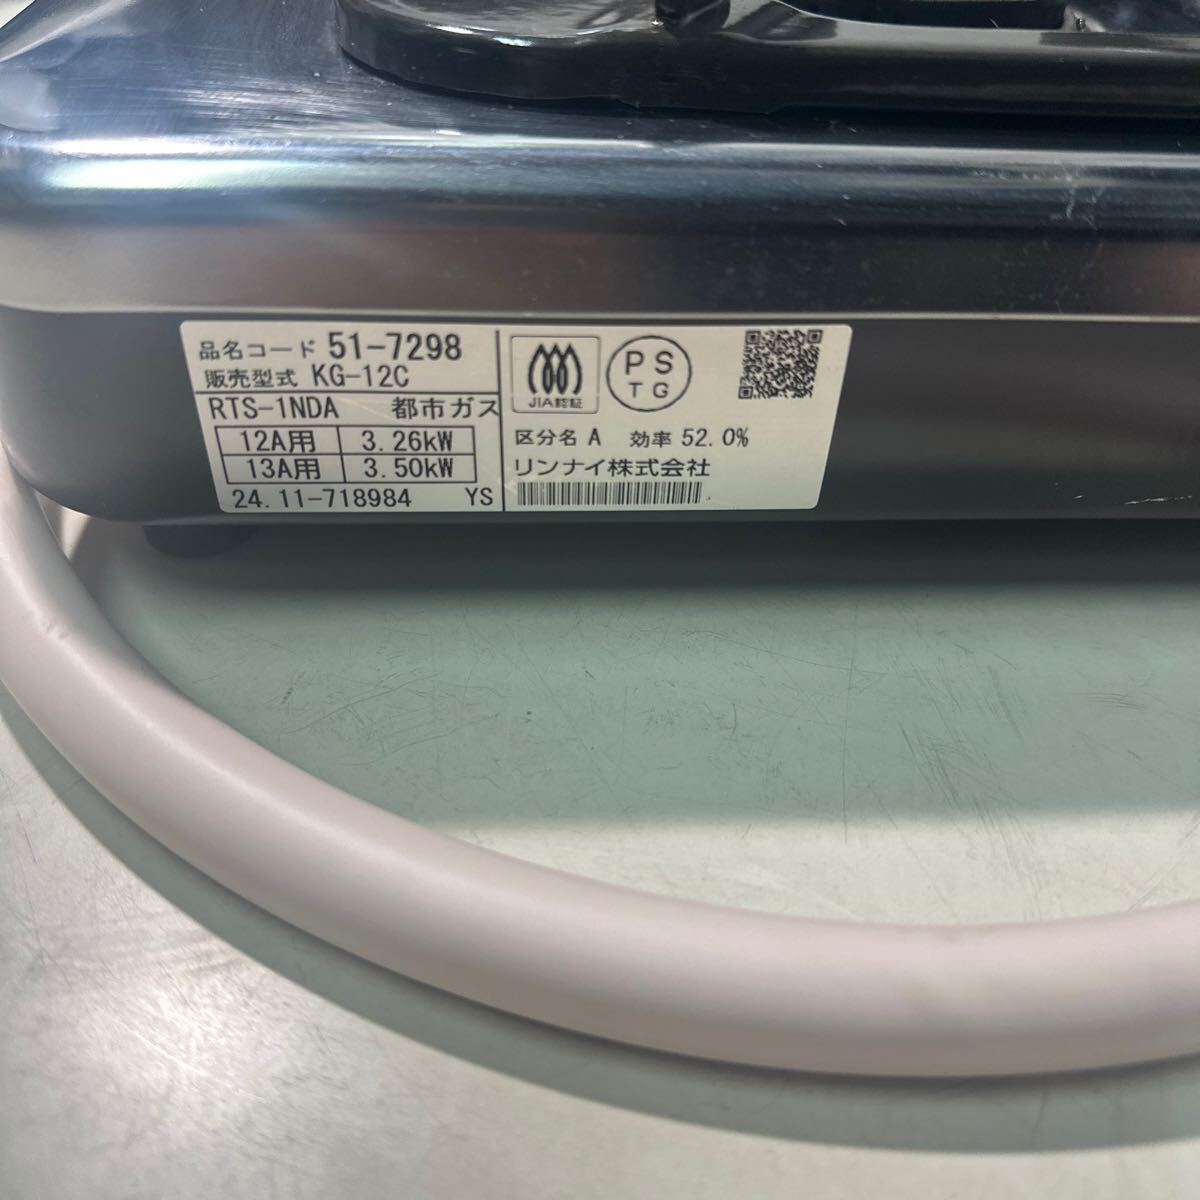 品名コード 51-7298
販売型式 KG-12C
RTS-1NDA 都市ガス
12A用 3.26kW
13A用 3.50kW
24.11-718984 YS
JIA認証
PS
TG
区分名 A 効率 52.0%
リンナイ株式会社